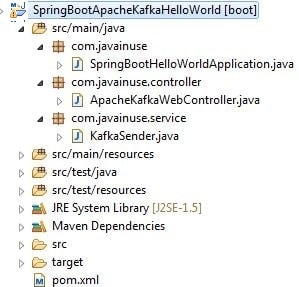 SpringBootApacheKafkaHelloWorld [boot]
src/main/java
com.javainuse
SpringBootHelloWorldApplication.java
com.javainuse.controller
ApacheKafkaWebController.java
com.javainuse.service
KafkaSender.java
src/main/resources
src/test/java
src/test/resources
JRE System Library [J2SE-1.5]
Maven Dependencies
src
target
pom.xml